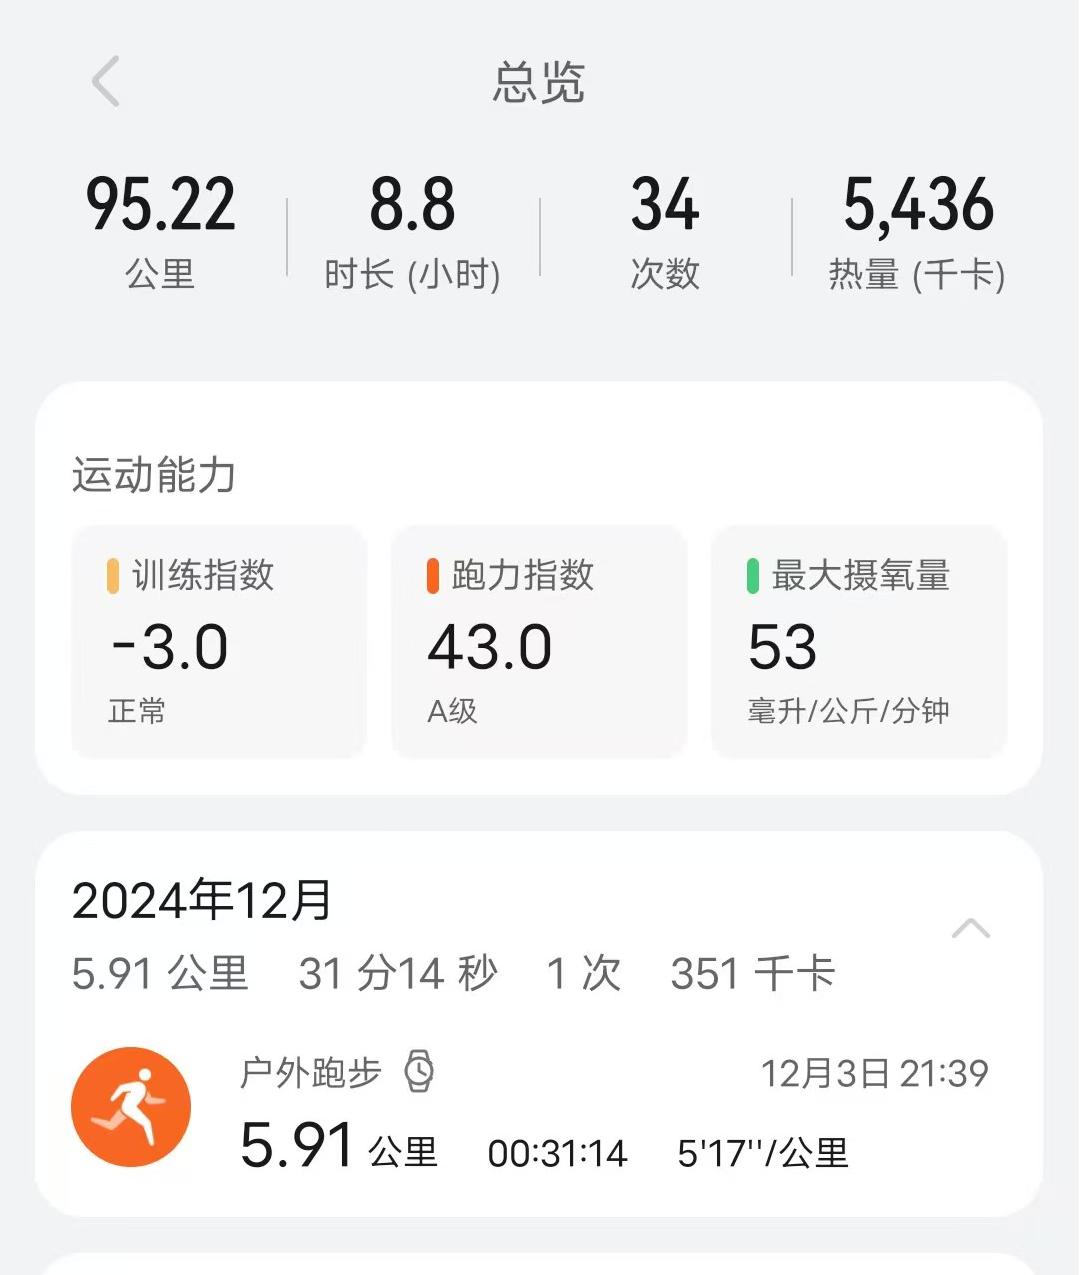 总览
95.22 8.8 34 5,436
公里 时长 (小时) 次数 热量 (千卡)
运动能力
训练指数 跑力指数 最大摄氧量
-3.0 43.0 53
正常 A级 毫升/公斤/分钟
2024年12月
5.91 公里 31 分14 秒 1 次 351 千卡
户外跑步 12月3日 21:39
5.91 公里 00:31:14 5'17''/公里